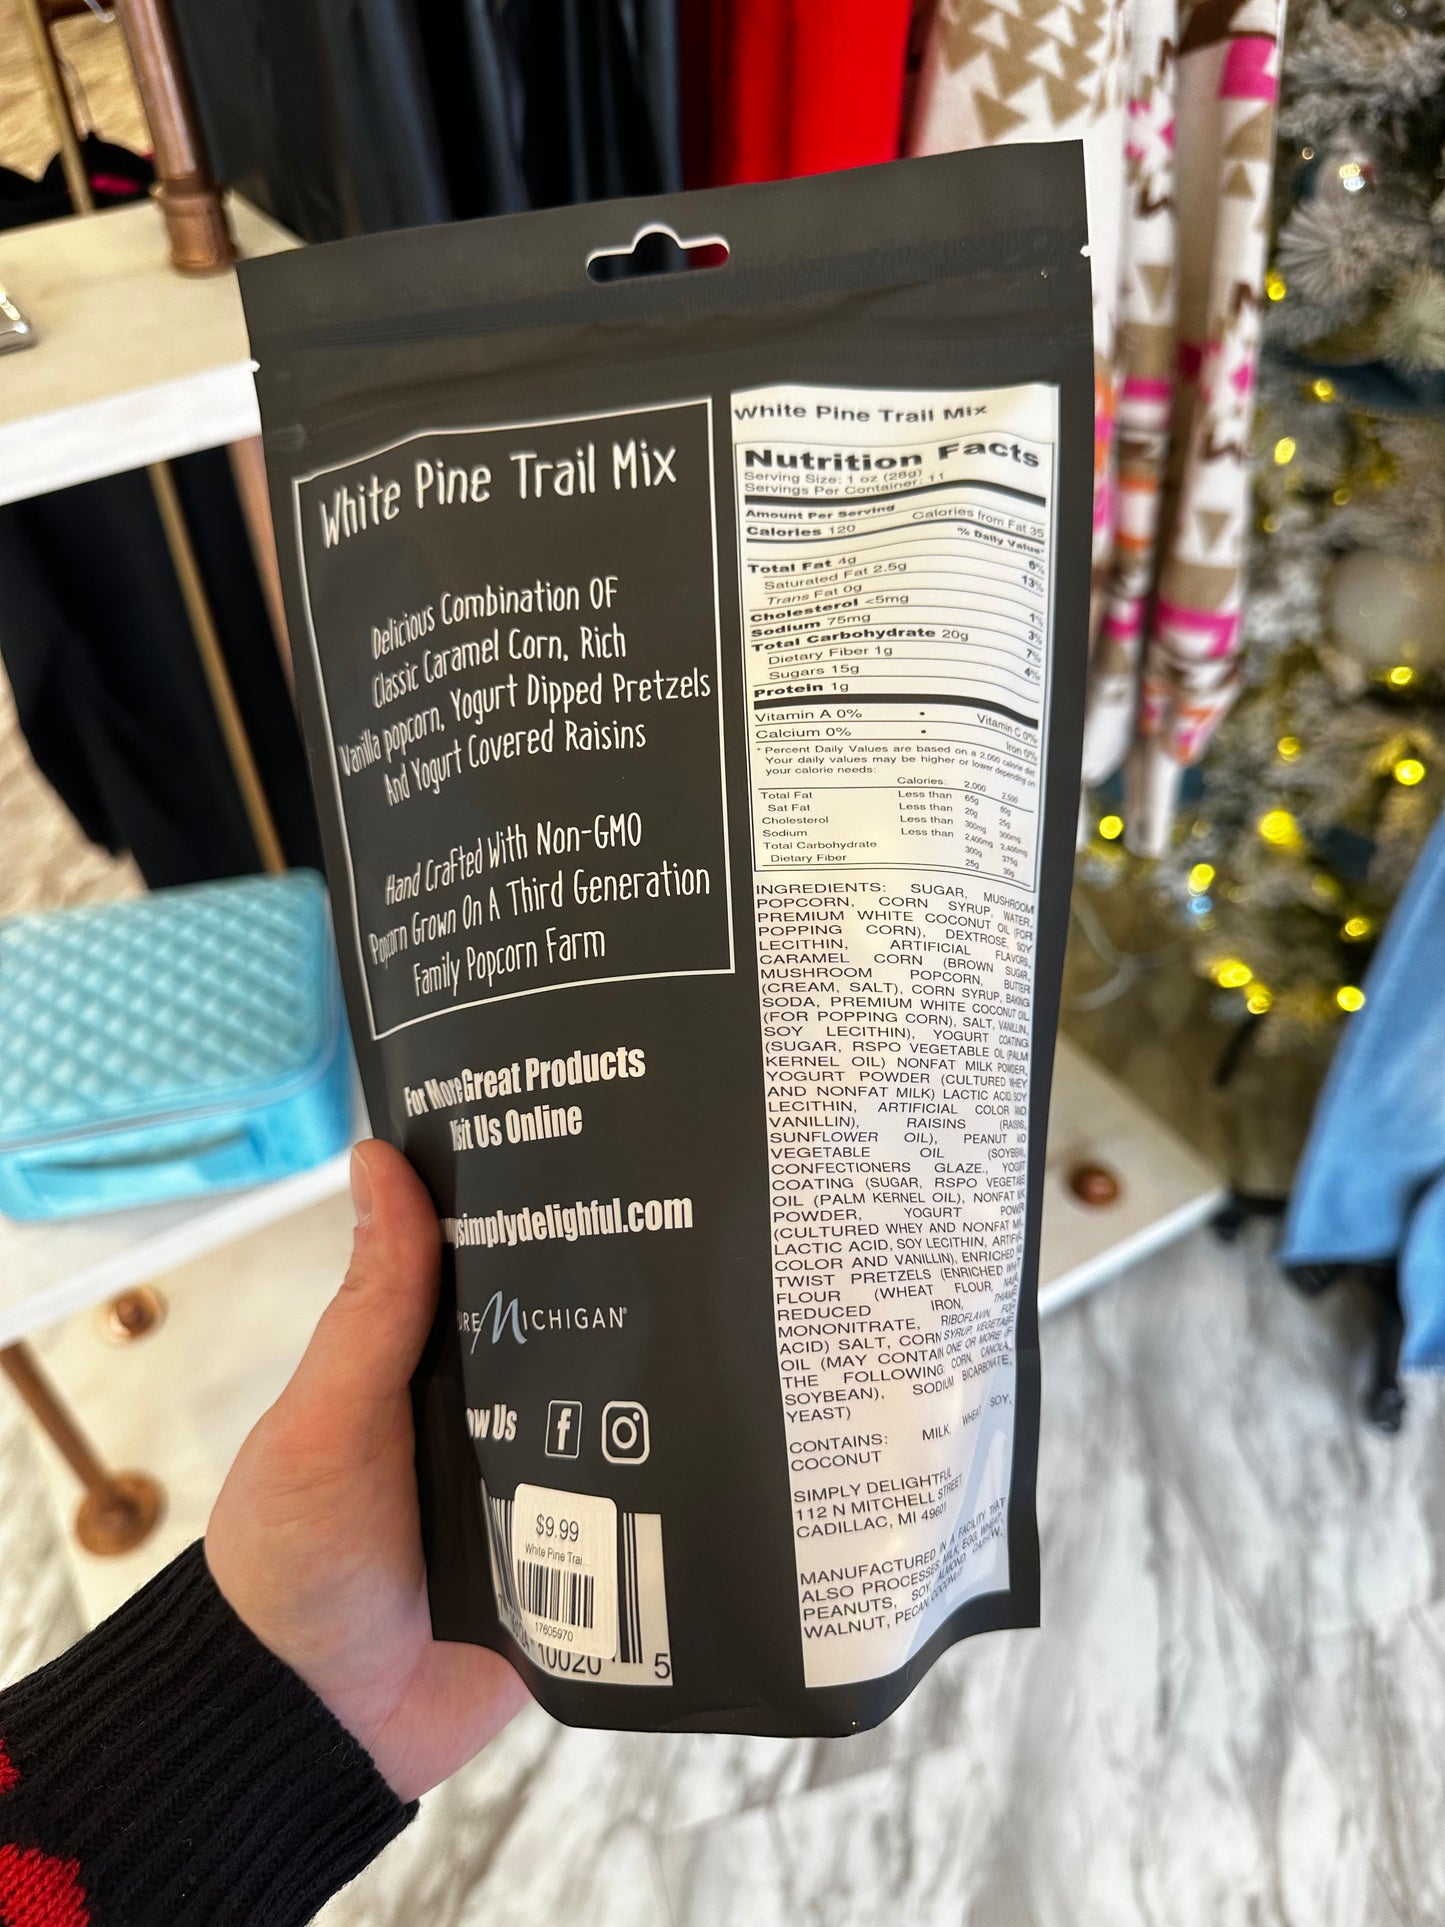 White Pine Trail Mix
Delicious Combination OF
Classic Caramel Corn, Rich
Vanilla popcorn, Yogurt Dipped Pretzels
And Yogurt Covered Raisins
Hand Crafted With Non-GMO
Popcorn Grown On A Third Generation
Family Popcorn Farm
For More Great Products
Visit Us Online
mysimplydelighful.com
PURE MICHIGAN
ow Us
$9.99
White Pine Trai...
17605970
10020 5
White Pine Trail Mix
Nutrition Facts
Serving Size: 1 oz (28g)
Servings Per Container: 11
Amount Per Serving
Calories 120 Calories from Fat 35
% Daily Value*
Total Fat 4g 6%
Saturated Fat 2.5g 13%
Trans Fat 0g
Cholesterol <5mg 1%
Sodium 75mg 3%
Total Carbohydrate 20g 7%
Dietary Fiber 1g 4%
Sugars 15g
Protein 1g
Vitamin A 0% • Vitamin C 0%
Calcium 0% • Iron 0%
* Percent Daily Values are based on a 2,000 calorie diet.
Your daily values may be higher or lower depending on
your calorie needs:
Calories: 2,000 2,500
Total Fat Less than 65g 80g
Sat Fat Less than 20g 25g
Cholesterol Less than 300mg 300mg
Sodium Less than 2,400mg 2,400mg
Total Carbohydrate 300g 375g
Dietary Fiber 25g 30g
INGREDIENTS: SUGAR, MUSHROOM
POPCORN, CORN SYRUP, WATER,
PREMIUM WHITE COCONUT OIL (FOR
POPPING CORN), DEXTROSE, SOY
LECITHIN, ARTIFICIAL FLAVORS,
CARAMEL CORN (BROWN SUGAR,
MUSHROOM POPCORN, BUTTER
(CREAM, SALT), CORN SYRUP, BAKING
SODA, PREMIUM WHITE COCONUT OIL
(FOR POPPING CORN), SALT, VANILLIN,
SOY LECITHIN), YOGURT COATING
(SUGAR, RSPO VEGETABLE OIL (PALM
KERNEL OIL) NONFAT MILK POWDER,
YOGURT POWDER (CULTURED WHEY
AND NONFAT MILK) LACTIC ACID, SOY
LECITHIN, ARTIFICIAL COLOR AND
VANILLIN), RAISINS (RAISINS,
SUNFLOWER OIL), PEANUT AND
VEGETABLE OIL (SOYBEAN),
CONFECTIONERS GLAZE., YOGURT
COATING (SUGAR, RSPO VEGETABLE
OIL (PALM KERNEL OIL), NONFAT MILK
POWDER, YOGURT POWDER
(CULTURED WHEY AND NONFAT MILK,
LACTIC ACID, SOY LECITHIN, ARTIFICIAL
COLOR AND VANILLIN), ENRICHED
TWIST PRETZELS (ENRICHED WHEAT
FLOUR (WHEAT FLOUR,
REDUCED IRON, THIAMINE
MONONITRATE, RIBOFLAVIN, FOLIC
ACID) SALT, CORN SYRUP, VEGETABLE
OIL (MAY CONTAIN ONE OR MORE OF
THE FOLLOWING: CORN, CANOLA,
SOYBEAN), SODIUM BICARBONATE,
YEAST)
CONTAINS: MILK, WHEAT SOY,
COCONUT
SIMPLY DELIGHTFUL
112 N MITCHELL STREET
CADILLAC, MI 49601
MANUFACTURED IN A FACILITY THAT
ALSO PROCESSES MILK, EGG, WHEAT,
PEANUTS, SOY, ALMOND, CASHEW,
WALNUT, PECAN, COCONUT